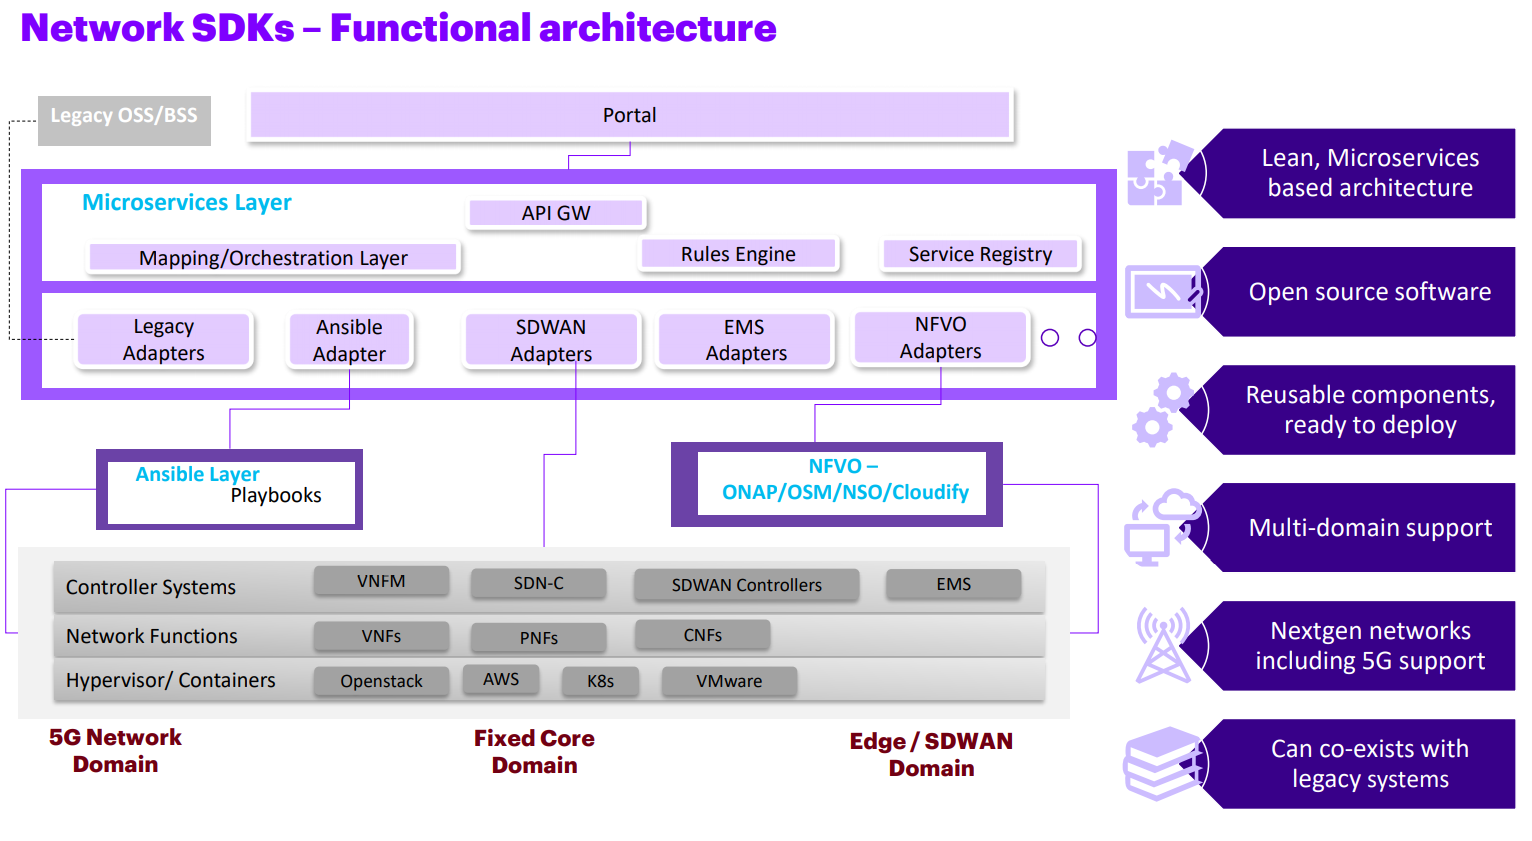 Network SDKs – Functional architecture
Legacy OSS/BSS
Portal
Microservices Layer
API GW
Mapping/Orchestration Layer
Rules Engine
Service Registry
Legacy
Adapters
Ansible
Adapter
SDWAN
Adapters
EMS
Adapters
NFVO
Adapters
Ansible Layer
Playbooks
NFVO –
ONAP/OSM/NSO/Cloudify
Controller Systems
VNFM
SDN-C
SDWAN Controllers
EMS
Network Functions
VNFs
PNFs
CNFs
Hypervisor/ Containers
Openstack
AWS
K8s
VMware
5G Network
Domain
Fixed Core
Domain
Edge / SDWAN
Domain
Lean, Microservices
based architecture
Open source software
Reusable components,
ready to deploy
Multi-domain support
Nextgen networks
including 5G support
Can co-exists with
legacy systems